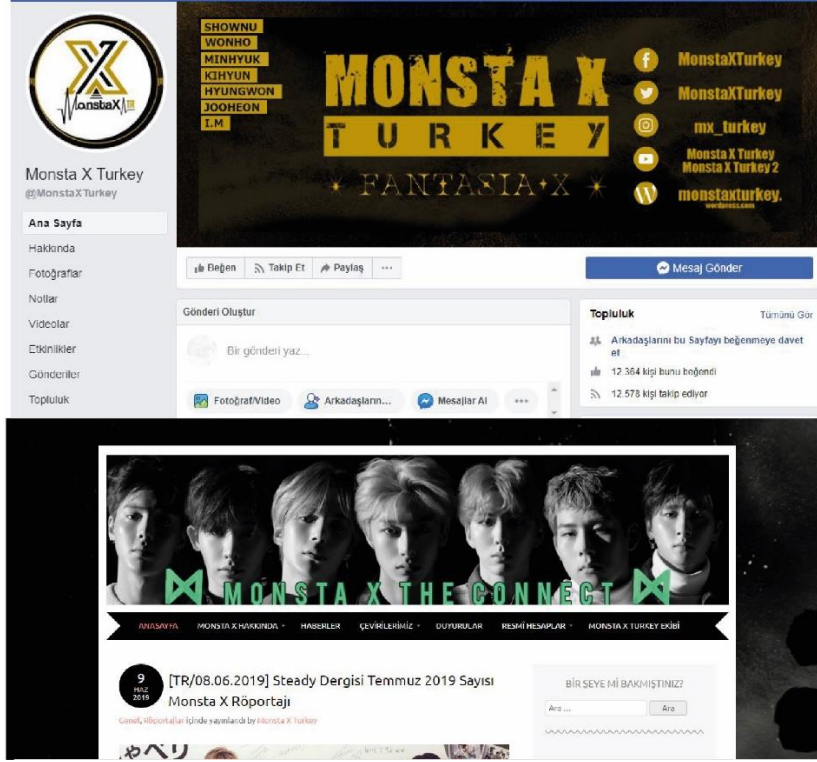 MonstaX TR
Monsta X Turkey
@MonstaXTurkey
Ana Sayfa
Hakkında
Fotoğraflar
Notlar
Videolar
Etkinlikler
Gönderiler
Topluluk
SHOWNU
WONHO
MINHYUK
KIHYUN
HYUNGWON
JOOHEON
I.M
MONSTA X
TURKEY
FANTASIA X
MonstaXTurkey
MonstaXTurkey
mx_turkey
Monsta X Turkey
Monsta X Turkey 2
monstaxturkey.
wordpress.com
Beğen Takip Et Paylaş ...
Mesaj Gönder
Gönderi Oluştur
Bir gönderi yaz...
Fotoğraf/Video Arkadaşların... Mesajlar Al ...
Topluluk Tümünü Gör
Arkadaşlarını bu Sayfayı beğenmeye davet
et
12.364 kişi bunu beğendi
12.578 kişi takip ediyor
MONSTA X THE CONNECT
ANASAYFA MONSTA X HAKKINDA HABERLER ÇEVİRİLERİMİZ DUYURULAR RESMİ HESAPLAR MONSTA X TURKEY EKİBİ
9
HAZ
2019
[TR/08.06.2019] Steady Dergisi Temmuz 2019 Sayısı
Monsta X Röportajı
Genel, Röportajlar içinde yayınlandı by Monsta X Turkey
BİR ŞEYE Mİ BAKMIŞTINIZ?
Ara ... Ara
ゃべり